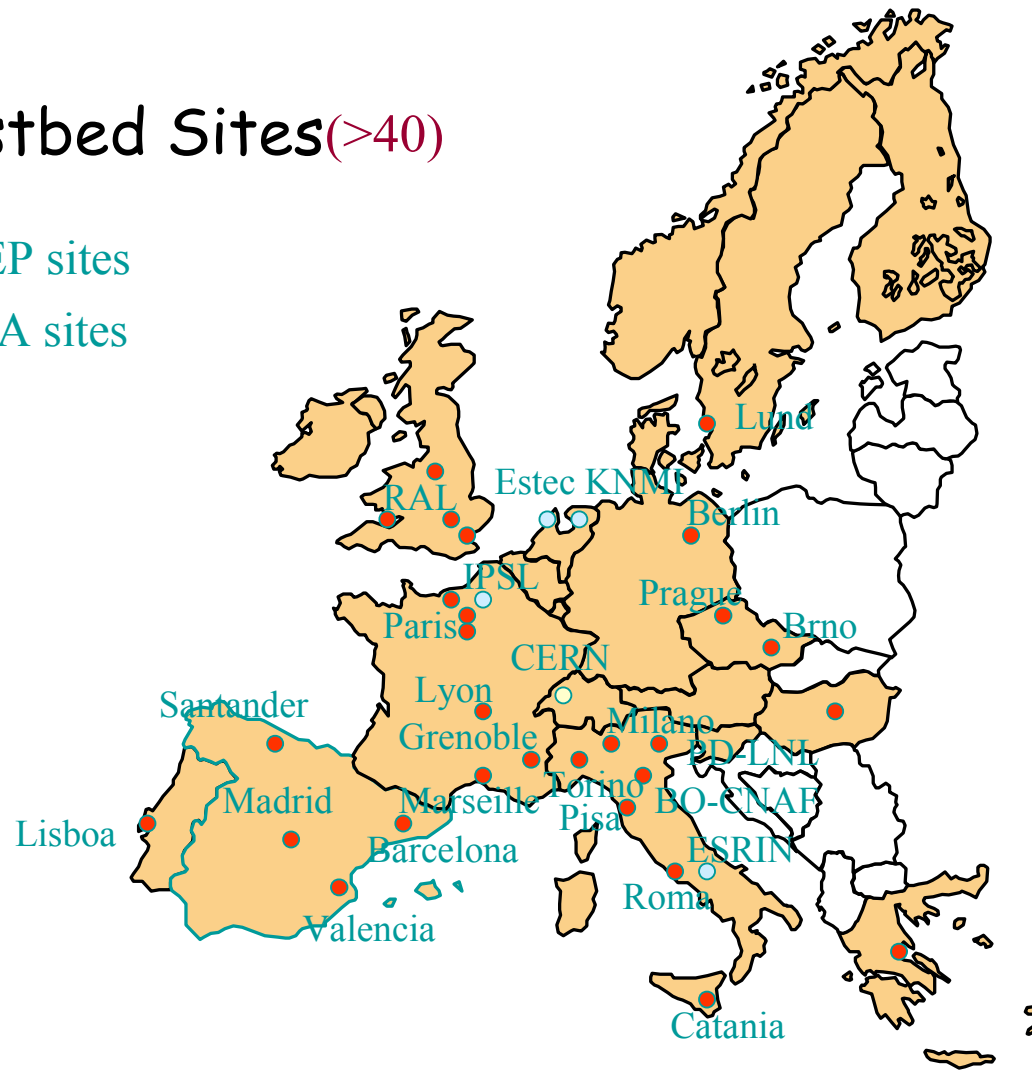 stbed Sites(>40)
EP sites
A sites
Lund
Estec KNMI
RAL
Berlin
IPSL
Prague
Paris
Brno
CERN
Lyon
Santander
Milano
Grenoble
PD-LNL
Torino
Madrid
Marseille
BO-CNAF
Pisa
Lisboa
Barcelona
ESRIN
Roma
Valencia
Catania